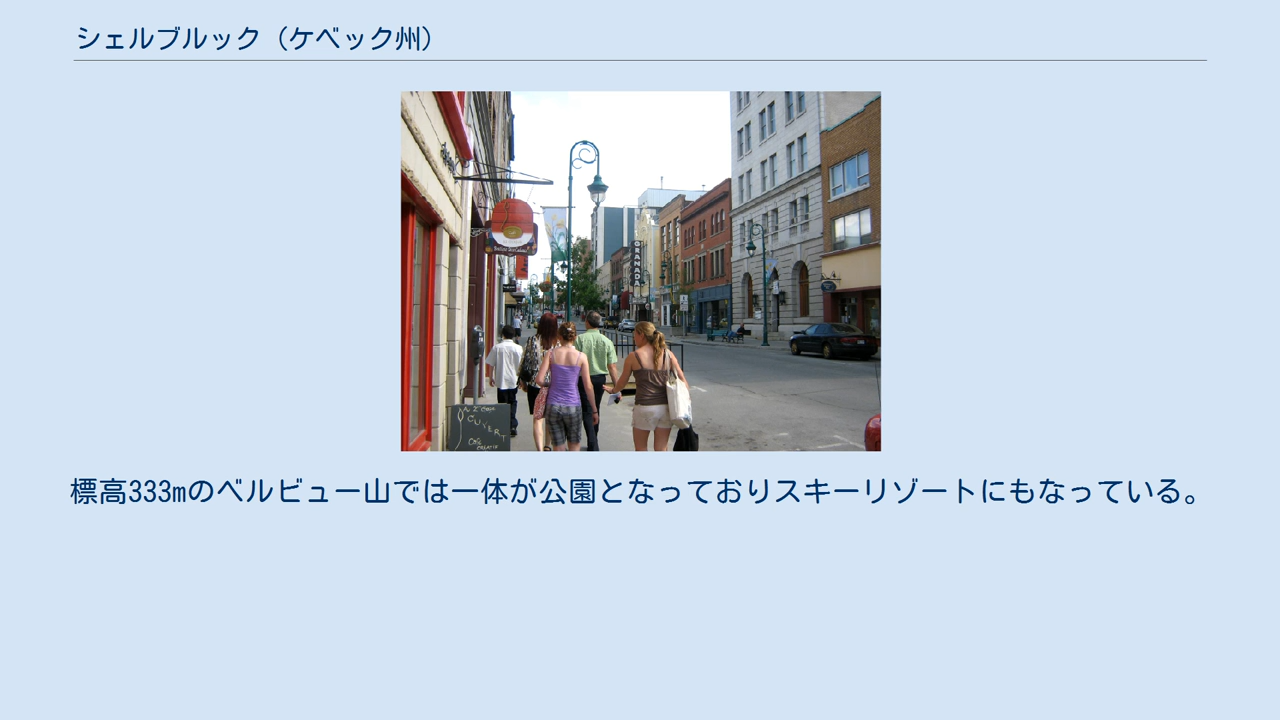 シェルブルック（ケベック州）
GRANADA
OUVERT
標高333mのベルビュー山では一体が公園となっておりスキーリゾートにもなっている。